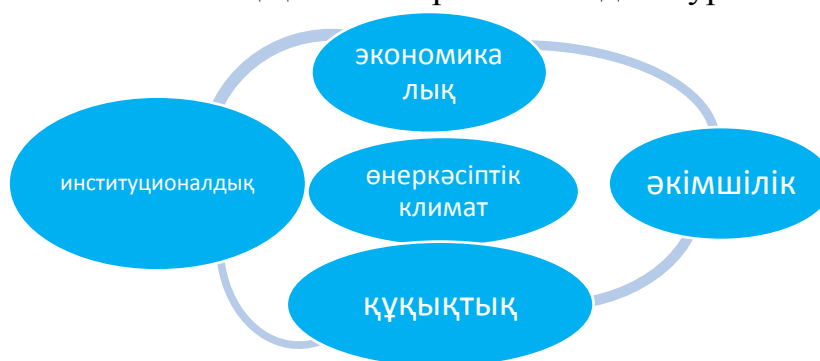 экономика
лық
институционалдық
өнеркәсіптік
климат
әкімшілік
құқықтық